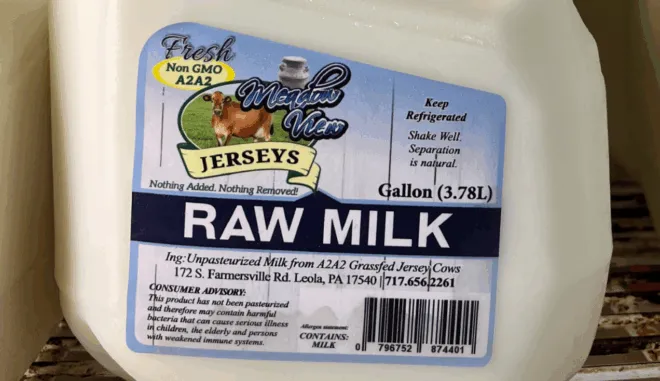 Fresh
Non GMO
A2A2
Meadow
View
JERSEYS
Nothing Added, Nothing Removed!
Keep
Refrigerated
Shake Well.
Separation
is natural.
Gallon (3.78L)
RAW MILK
Ing:Unpasteurized Milk from A2A2 Grassfed Jersey Cows
172 S. Farmersville Rd. Leola, PA 17540 | 717.656.2261
CONSUMER ADVISORY:
This product has not been pasteurized
and therefore may contain harmful
bacteria that can cause serious illness
in children, the elderly and persons
with weakened immune systems.
Allergen statement:
CONTAINS:
MILK
0 796752 874401